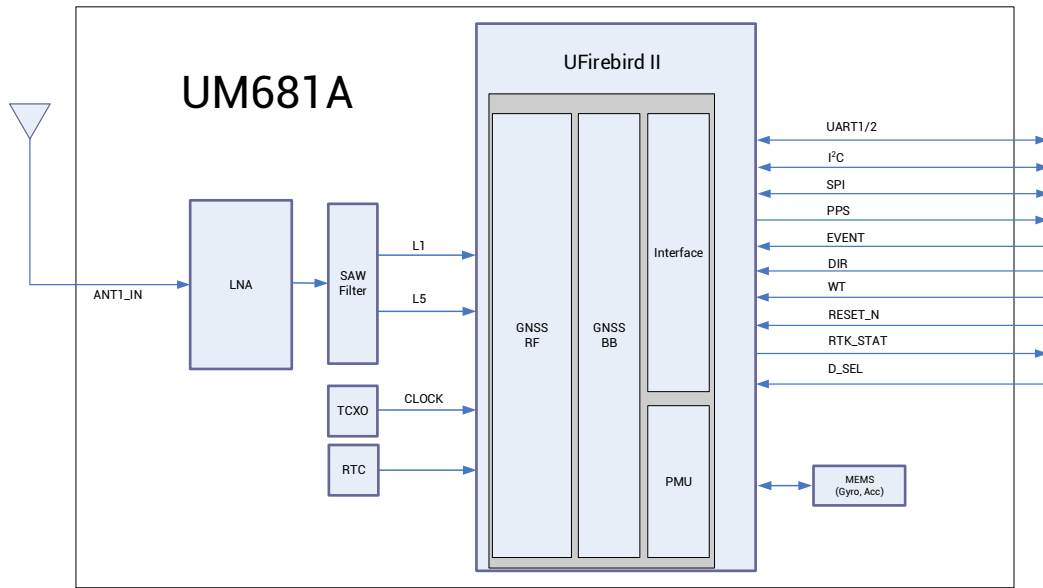 UFirebird II
UM681A
UART1/2
I²C
SPI
PPS
EVENT
DIR
WT
RESET_N
RTK_STAT
D_SEL
L1
L5
LNA
SAW
Filter
ANT1_IN
Interface
GNSS
RF
GNSS
BB
TCXO
CLOCK
RTC
PMU
MEMS
(Gyro, Acc)